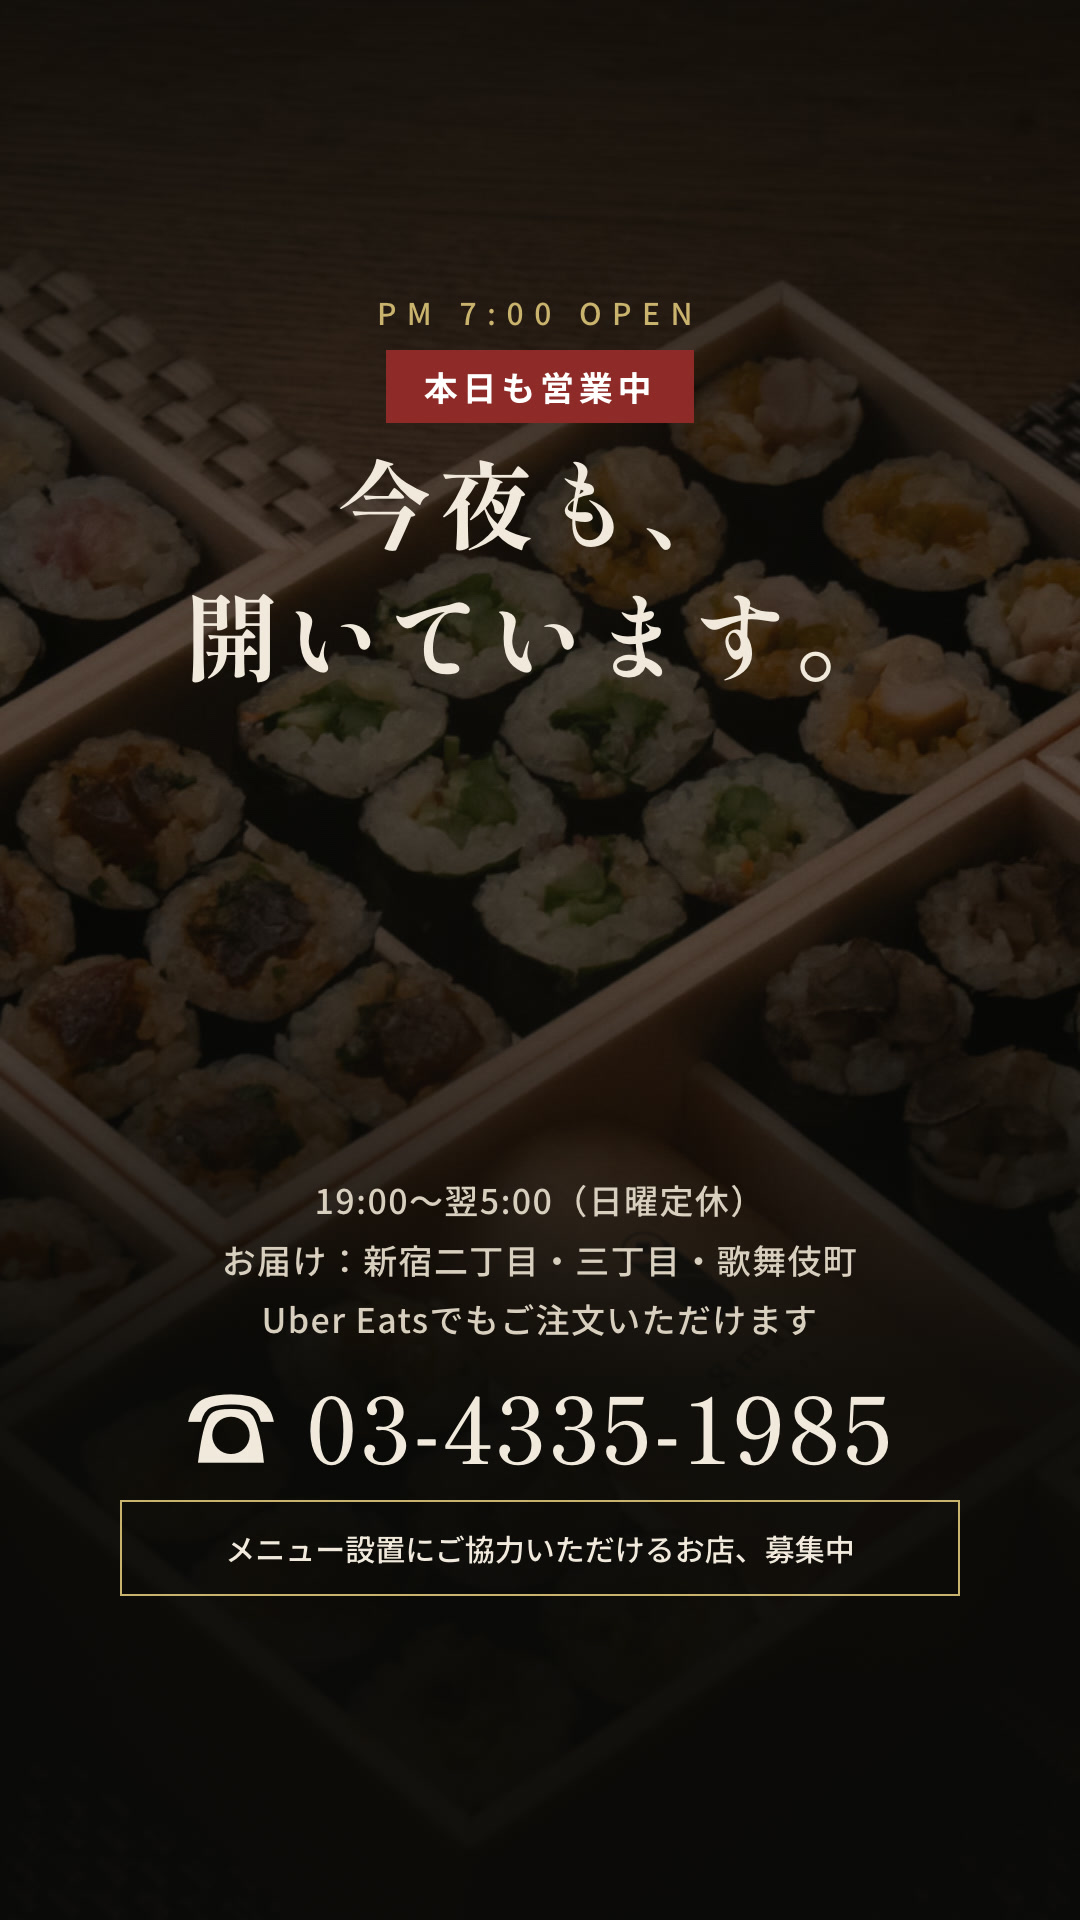 PM 7:00 OPEN
本日も営業中
今夜も、
開いています。
19:00〜翌5:00（日曜定休）
お届け：新宿二丁目・三丁目・歌舞伎町
Uber Eatsでもご注文いただけます
☎ 03-4335-1985
メニュー設置にご協力いただけるお店、募集中